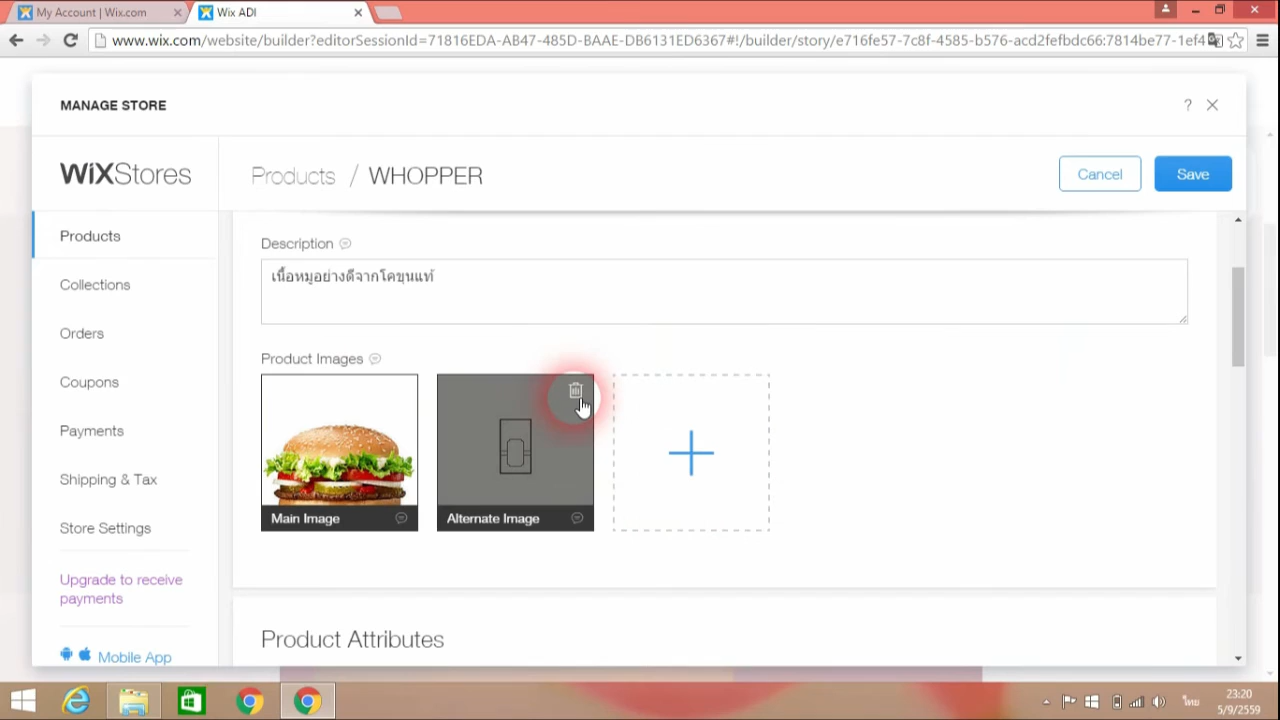 My Account | Wix.com
Wix ADI
www.wix.com/website/builder?editorSessionId=71816EDA-AB47-485D-BAAE-DB6131ED6367#!/builder/story/e716fe57-7c8f-4585-b576-acd2fefbdc66:7814be77-1ef4
MANAGE STORE
?
WiXStores
Products / WHOPPER
Cancel
Save
Products
Collections
Orders
Coupons
Payments
Shipping & Tax
Store Settings
Upgrade to receive
payments
Mobile App
Description
เนื้อหมูอย่างดีจากโคขุนแท้
Product Images
Main Image
Alternate Image
Product Attributes
ไทย
23:20
5/9/2559